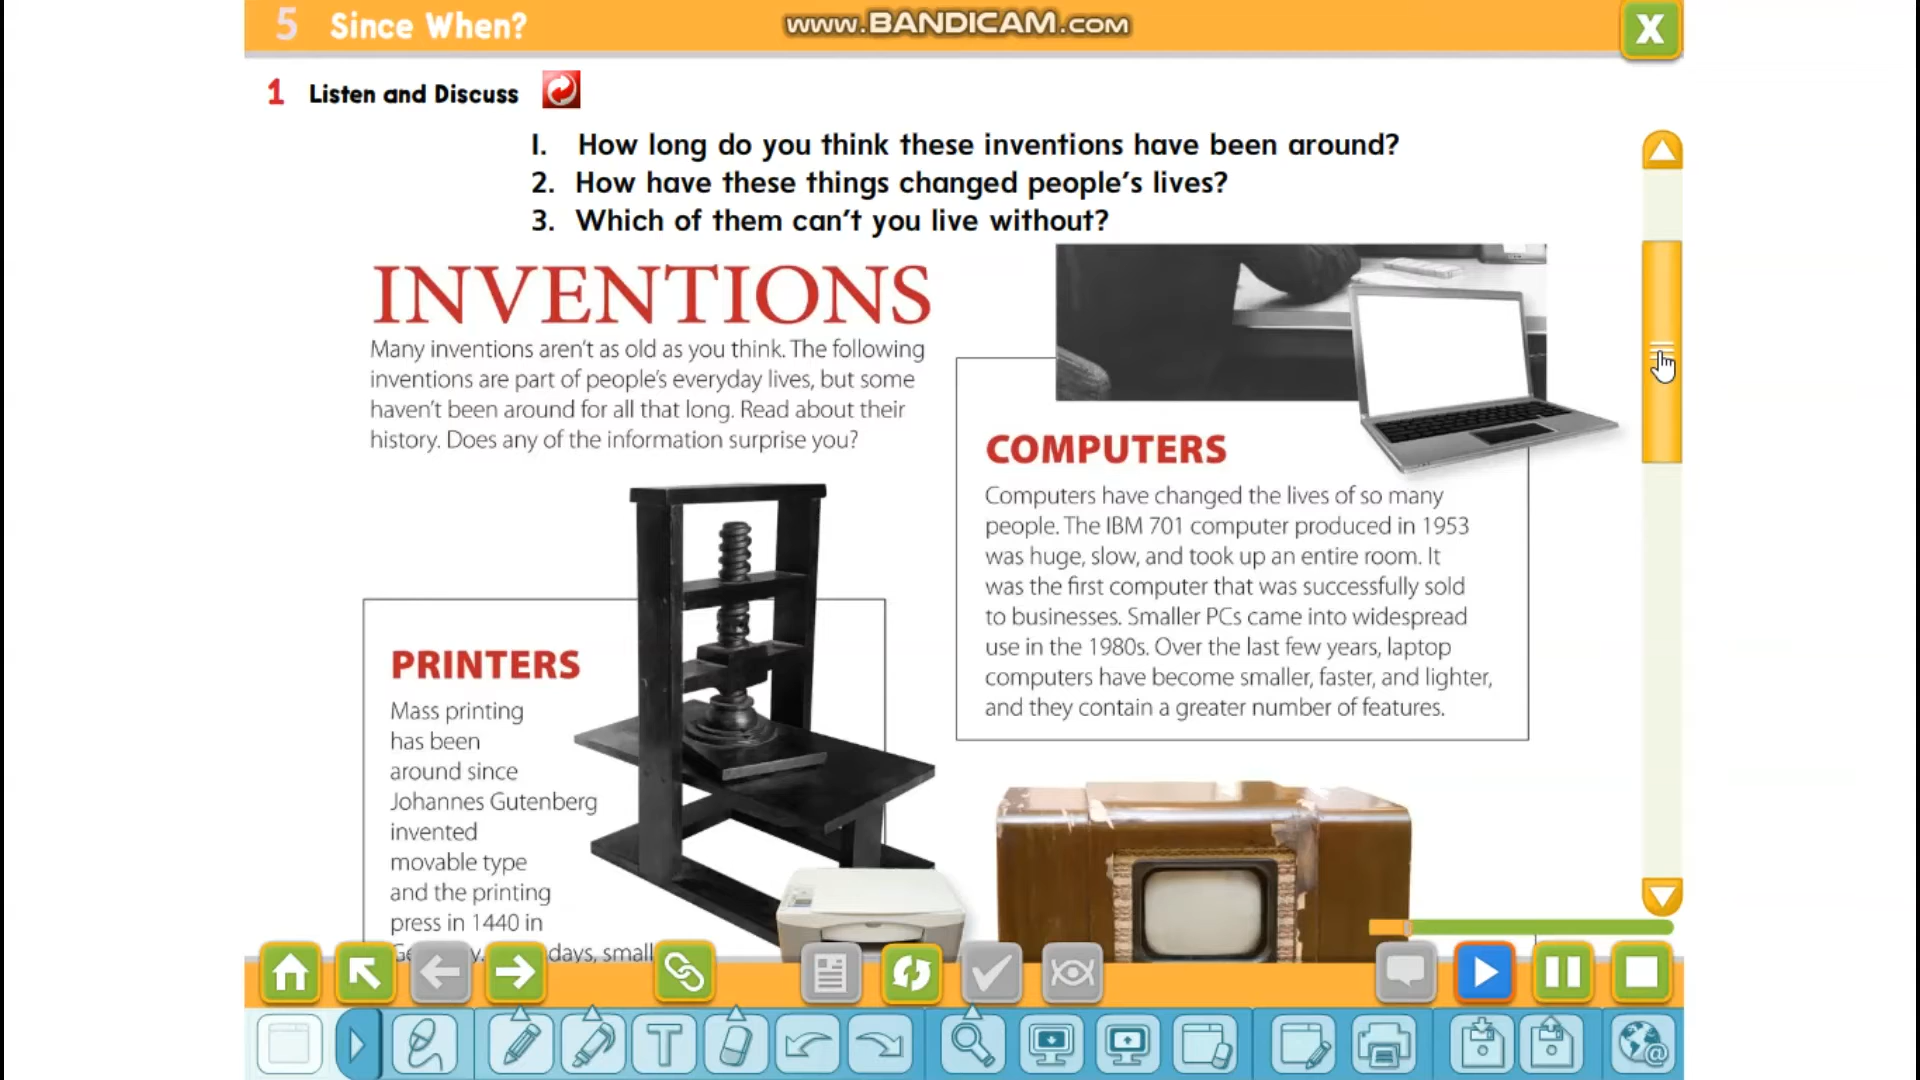 5 Since When?
www.BANDICAM.com
X
1 Listen and Discuss
1. How long do you think these inventions have been around?
2. How have these things changed people's lives?
3. Which of them can't you live without?
INVENTIONS
Many inventions aren't as old as you think. The following
inventions are part of people's everyday lives, but some
haven't been around for all that long. Read about their
history. Does any of the information surprise you?
COMPUTERS
Computers have changed the lives of so many
people. The IBM 701 computer produced in 1953
was huge, slow, and took up an entire room. It
was the first computer that was successfully sold
to businesses. Smaller PCs came into widespread
use in the 1980s. Over the last few years, laptop
computers have become smaller, faster, and lighter,
and they contain a greater number of features.
PRINTERS
Mass printing
has been
around since
Johannes Gutenberg
invented
movable type
and the printing
press in 1440 in
days, small
T
@